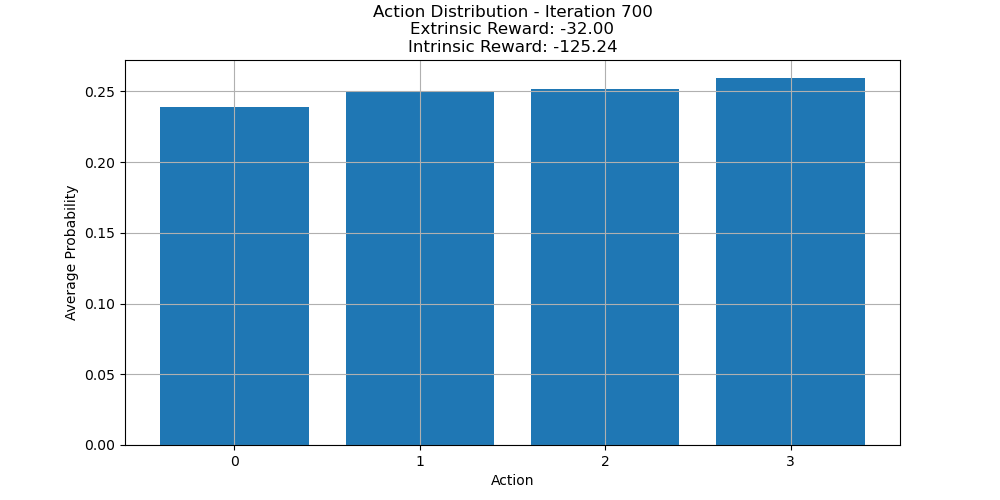 Action Distribution - Iteration 700
Extrinsic Reward: -32.00
Intrinsic Reward: -125.24
Average Probability
0.25
0.20
0.15
0.10
0.05
0.00
0 1 2 3
Action